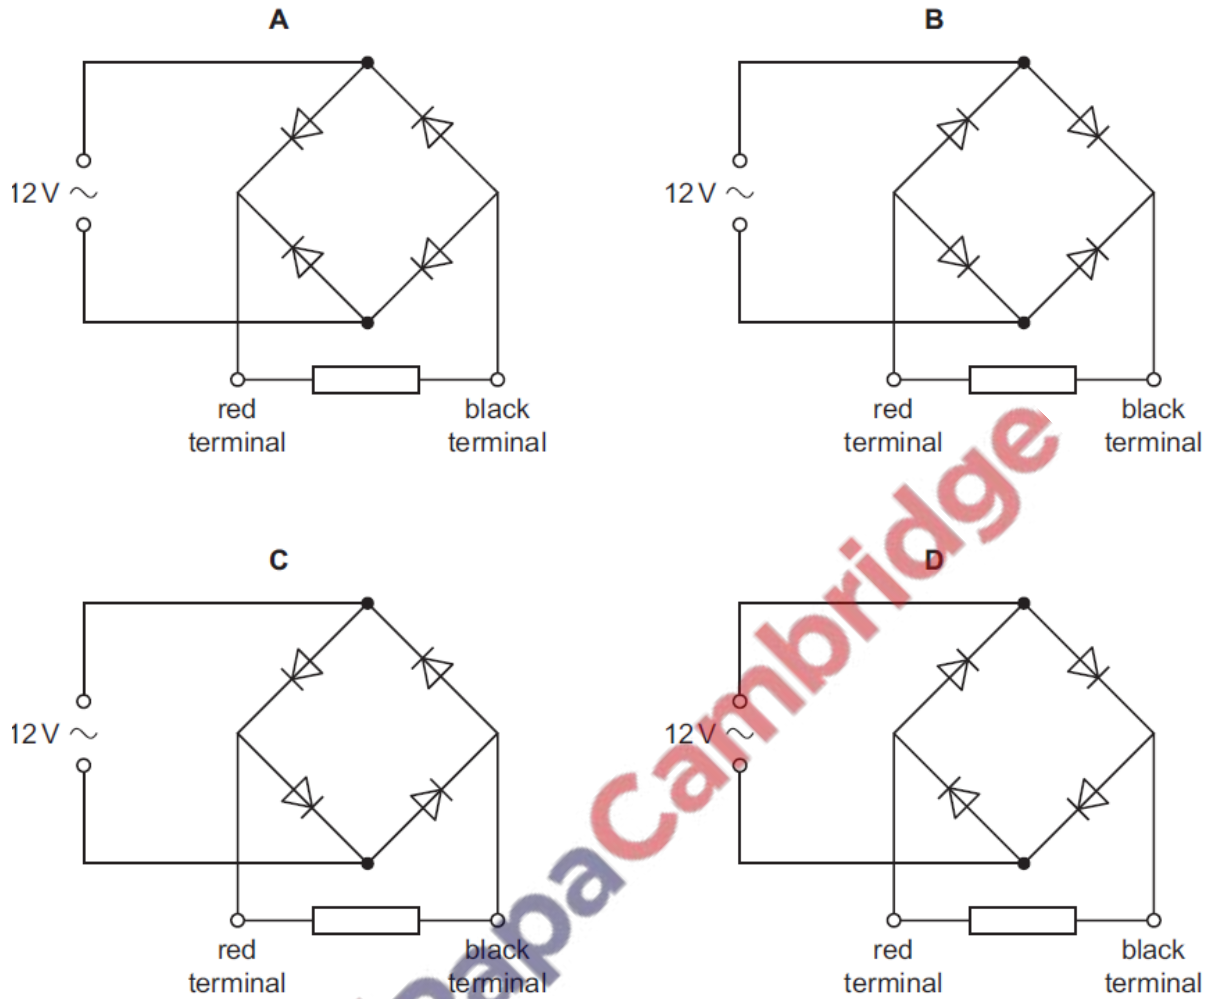 A
B
12 V
12 V
red
terminal
black
terminal
red
terminal
black
terminal
C
D
12 V
12 V
red
terminal
black
terminal
red
terminal
black
terminal
papaCambridge